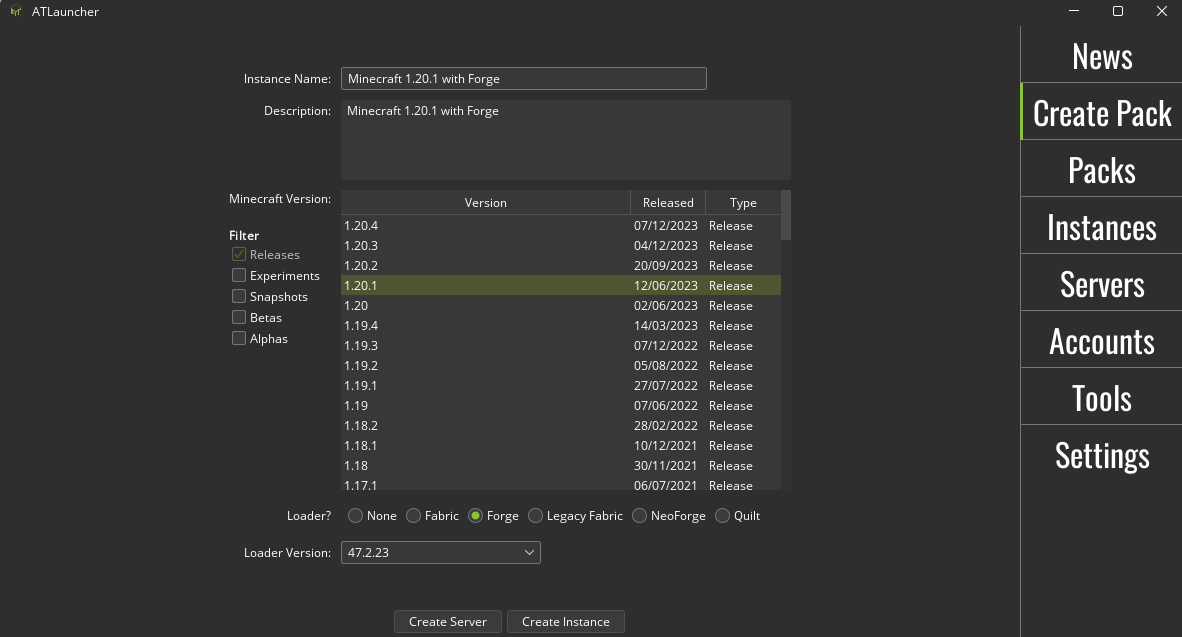 ATLauncher
Instance Name: Minecraft 1.20.1 with Forge
Description: Minecraft 1.20.1 with Forge
Minecraft Version:
Version Released Type
1.20.4 07/12/2023 Release
1.20.3 04/12/2023 Release
1.20.2 20/09/2023 Release
1.20.1 12/06/2023 Release
1.20 02/06/2023 Release
1.19.4 14/03/2023 Release
1.19.3 07/12/2022 Release
1.19.2 05/08/2022 Release
1.19.1 27/07/2022 Release
1.19 07/06/2022 Release
1.18.2 28/02/2022 Release
1.18.1 10/12/2021 Release
1.18 30/11/2021 Release
1.17.1 06/07/2021 Release
Filter
Releases
Experiments
Snapshots
Betas
Alphas
Loader? None Fabric Forge Legacy Fabric NeoForge Quilt
Loader Version: 47.2.23
Create Server Create Instance
News
Create Pack
Packs
Instances
Servers
Accounts
Tools
Settings